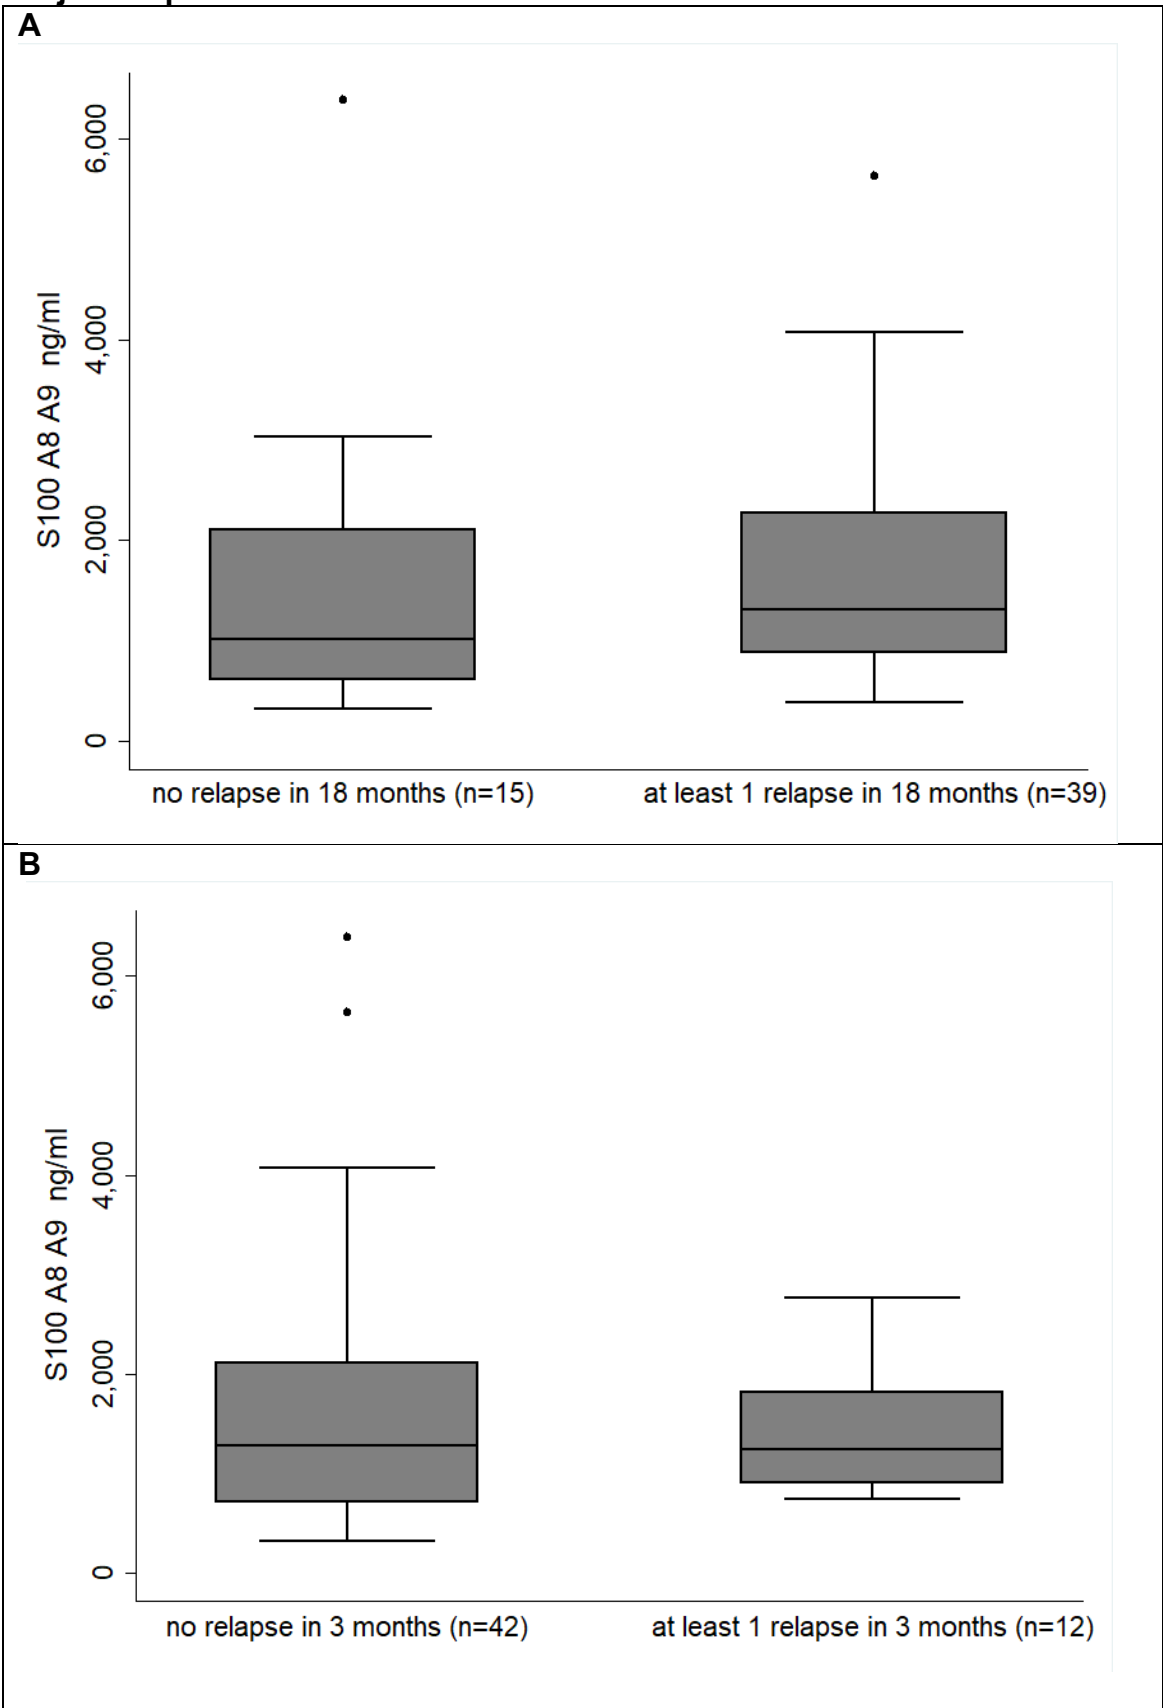 A
6,000
4,000
2,000
0
S100 A8 A9 ng/ml
no relapse in 18 months (n=15)
at least 1 relapse in 18 months (n=39)
B
6,000
4,000
2,000
0
S100 A8 A9 ng/ml
no relapse in 3 months (n=42)
at least 1 relapse in 3 months (n=12)